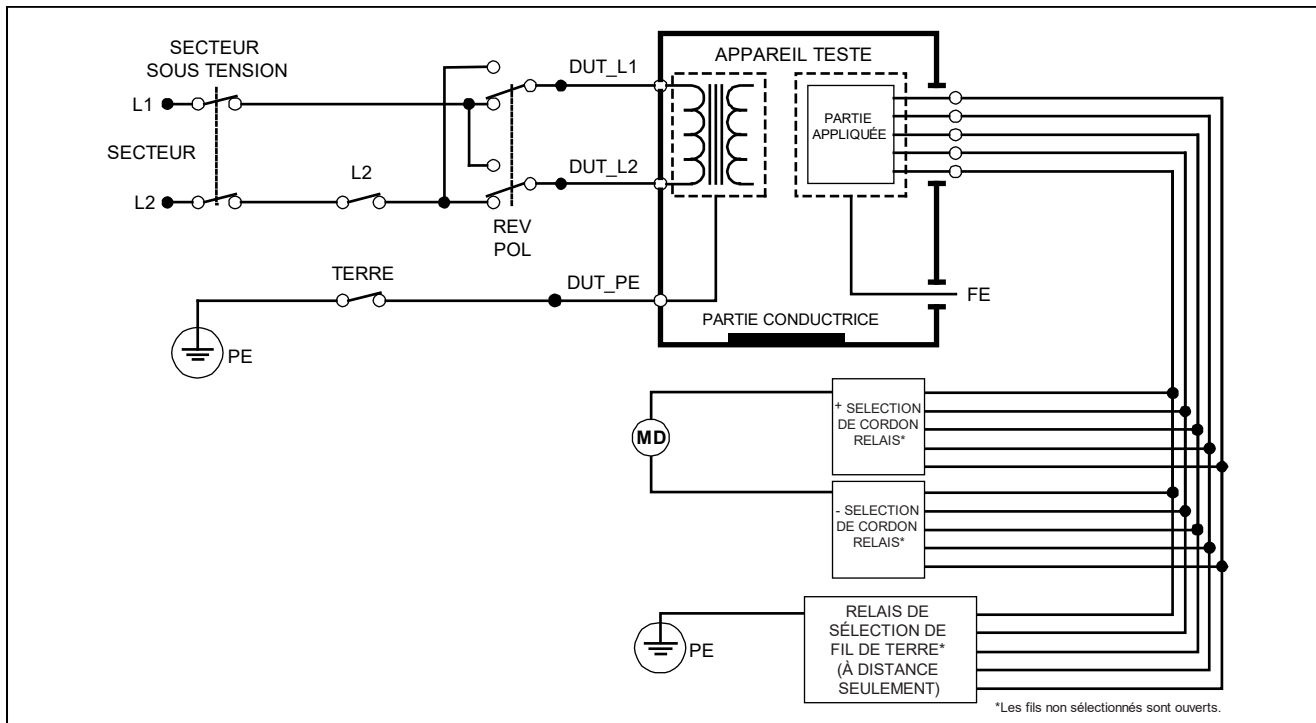 SECTEUR
SOUS TENSION
L1
SECTEUR
L2
L2
REV
POL
DUT_L1
DUT_L2
TERRE
DUT_PE
PE
APPAREIL TESTE
PARTIE
APPLIQUÉE
FE
PARTIE CONDUCTRICE
MD
+ SELECTION
DE CORDON
RELAIS*
- SELECTION
DE CORDON
RELAIS*
PE
RELAIS DE
SÉLECTION DE
FIL DE TERRE*
(À DISTANCE
SEULEMENT)
*Les fils non sélectionnés sont ouverts.